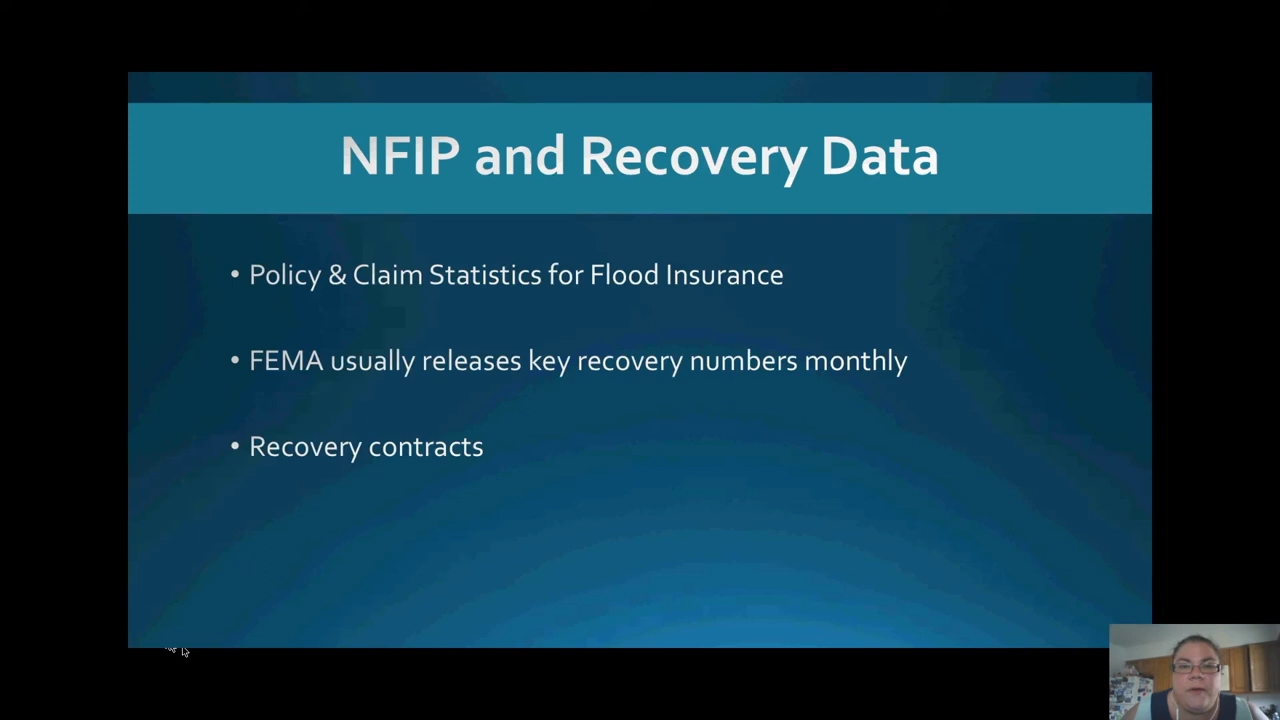 NFIP and Recovery Data
• Policy & Claim Statistics for Flood Insurance
• FEMA usually releases key recovery numbers monthly
• Recovery contracts